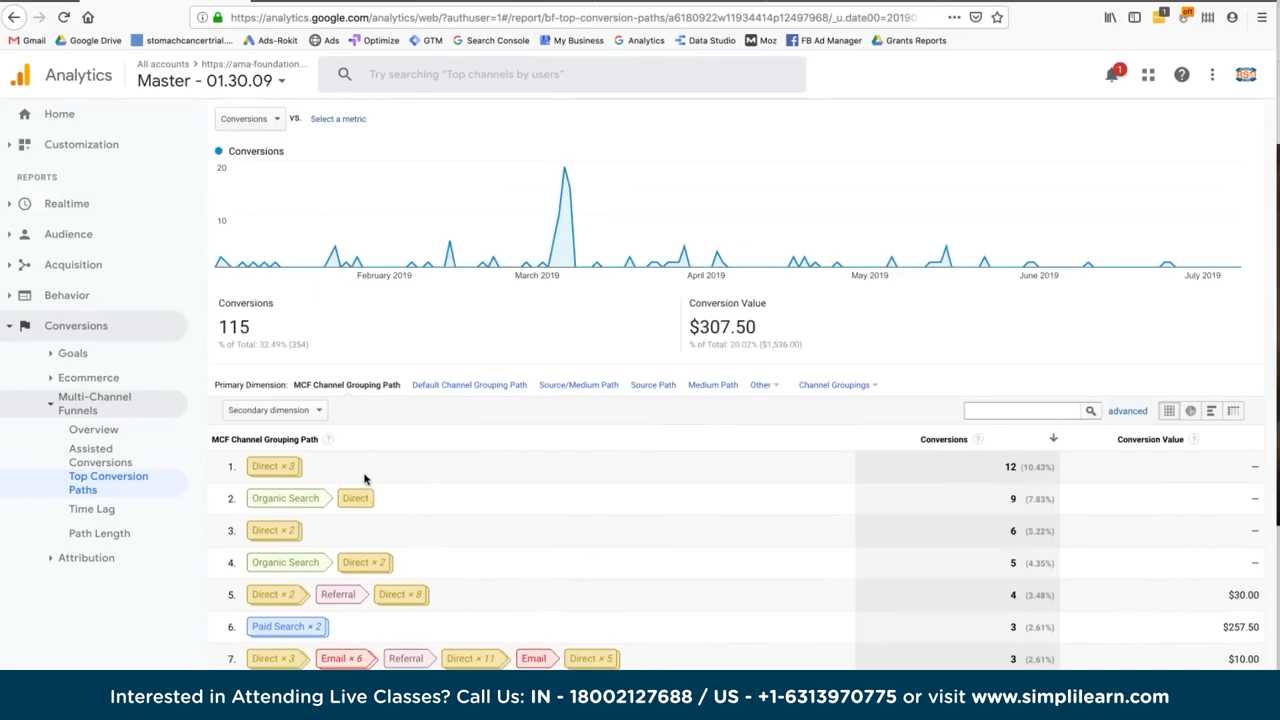 https://analytics.google.com/analytics/web/?authuser=1#/report/bf-top-conversion-paths/a6180922w11934414p12497968/_u.date00=20190
1
off
Gmail
Google Drive
stomachcancertrial....
Ads-Rokit
Ads
Optimize
GTM
Search Console
My Business
Analytics
Data Studio
Moz
FB Ad Manager
Grants Reports
Analytics
All accounts > https://ama-foundation...
Master - 01.30.09
Try searching "Top channels by users"
1
Home
Customization
REPORTS
Realtime
Audience
Acquisition
Behavior
Conversions
Goals
Ecommerce
Multi-Channel
Funnels
Overview
Assisted
Conversions
Top Conversion
Paths
Time Lag
Path Length
Attribution
Conversions VS. Select a metric
Conversions
20
10
February 2019 March 2019 April 2019 May 2019 June 2019 July 2019
Conversions
115
% of Total: 32.49% (354)
Conversion Value
$307.50
% of Total: 20.02% ($1,536.00)
Primary Dimension: MCF Channel Grouping Path Default Channel Grouping Path Source/Medium Path Source Path Medium Path Other Channel Groupings
Secondary dimension advanced
MCF Channel Grouping Path ? Conversions ? Conversion Value ?
1. Direct × 3 12 (10.43%) –
2. Organic Search Direct 9 (7.83%) –
3. Direct × 2 6 (5.22%) –
4. Organic Search Direct × 2 5 (4.35%) –
5. Direct × 2 Referral Direct × 8 4 (3.48%) $30.00
6. Paid Search × 2 3 (2.61%) $257.50
7. Direct × 3 Email × 6 Referral Direct × 11 Email Direct × 5 3 (2.61%) $10.00
Interested in Attending Live Classes? Call Us: IN - 18002127688 / US - +1-6313970775 or visit www.simplilearn.com